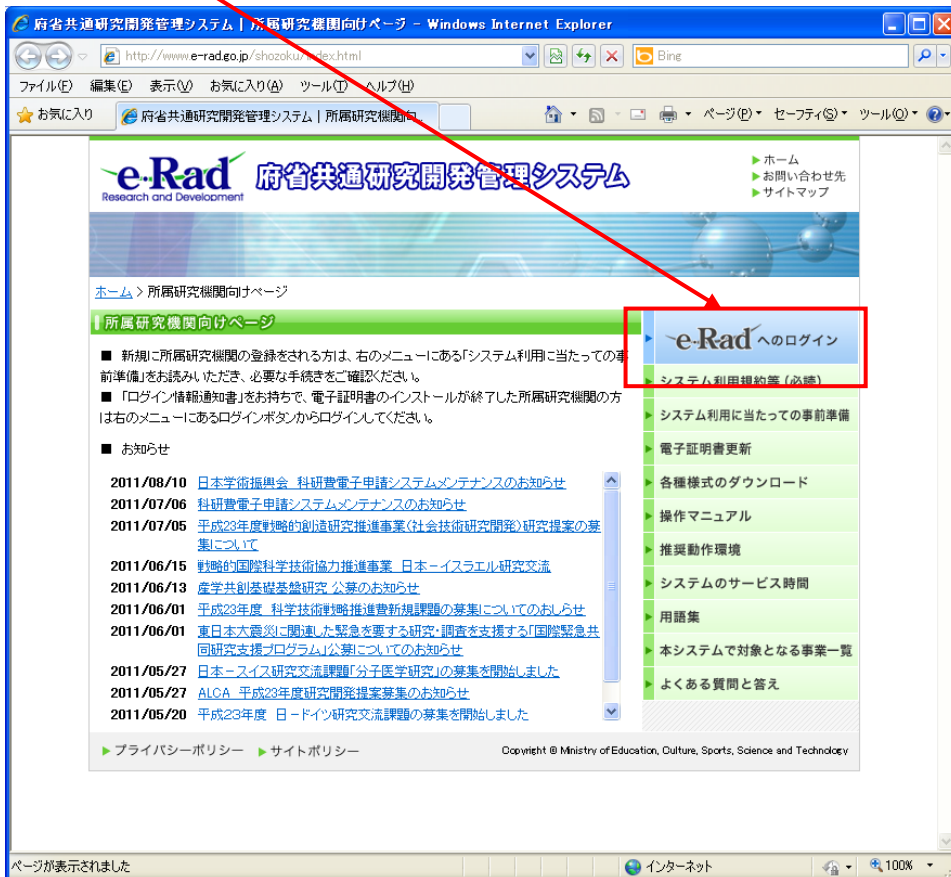 府省共通研究開発管理システム | 所属研究機関向けページ - Windows Internet Explorer
http://www.e-rad.go.jp/shozoku/index.html
Bing
ファイル(F) 編集(E) 表示(V) お気に入り(A) ツール(T) ヘルプ(H)
お気に入り
府省共通研究開発管理システム | 所属研究機関向...
ページ(P) セーフティ(S) ツール(O)
e-Rad
Research and Development
府省共通研究開発管理システム
ホーム
お問い合わせ先
サイトマップ
ホーム > 所属研究機関向けページ
所属研究機関向けページ
■ 新規に所属研究機関の登録をされる方は、右のメニューにある「システム利用に当たっての事
前準備」をお読みいただき、必要な手続きをご確認ください。
■ 「ログイン情報通知書」をお持ちで、電子証明書のインストールが終了した所属研究機関の方
は右のメニューにあるログインボタンからログインしてください。
■ お知らせ
2011/08/10 日本学術振興会 科研費電子申請システムメンテナンスのお知らせ
2011/07/06 科研費電子申請システムメンテナンスのお知らせ
2011/07/05 平成23年度戦略的創造研究推進事業(社会技術研究開発)研究提案の募
集について
2011/06/15 戦略的国際科学技術協力推進事業 日本-イスラエル研究交流
2011/06/13 産学共創基礎基盤研究 公募のお知らせ
2011/06/01 平成23年度 科学技術戦略推進費新規課題の募集についてのおしらせ
2011/06/01 東日本大震災に関連した緊急を要する研究・調査を支援する「国際緊急共
同研究支援プログラム」公募についてのお知らせ
2011/05/27 日本-スイス研究交流課題「分子医学研究」の募集を開始しました
2011/05/27 ALCA 平成23年度研究開発提案募集のお知らせ
2011/05/20 平成23年度 日-ドイツ研究交流課題の募集を開始しました
e-Rad へのログイン
システム利用規約等(必読)
システム利用に当たっての事前準備
電子証明書更新
各種様式のダウンロード
操作マニュアル
推奨動作環境
システムのサービス時間
用語集
本システムで対象となる事業一覧
よくある質問と答え
プライバシーポリシー サイトポリシー
Copyright © Ministry of Education, Culture, Sports, Science and Technology
ページが表示されました
インターネット
100%